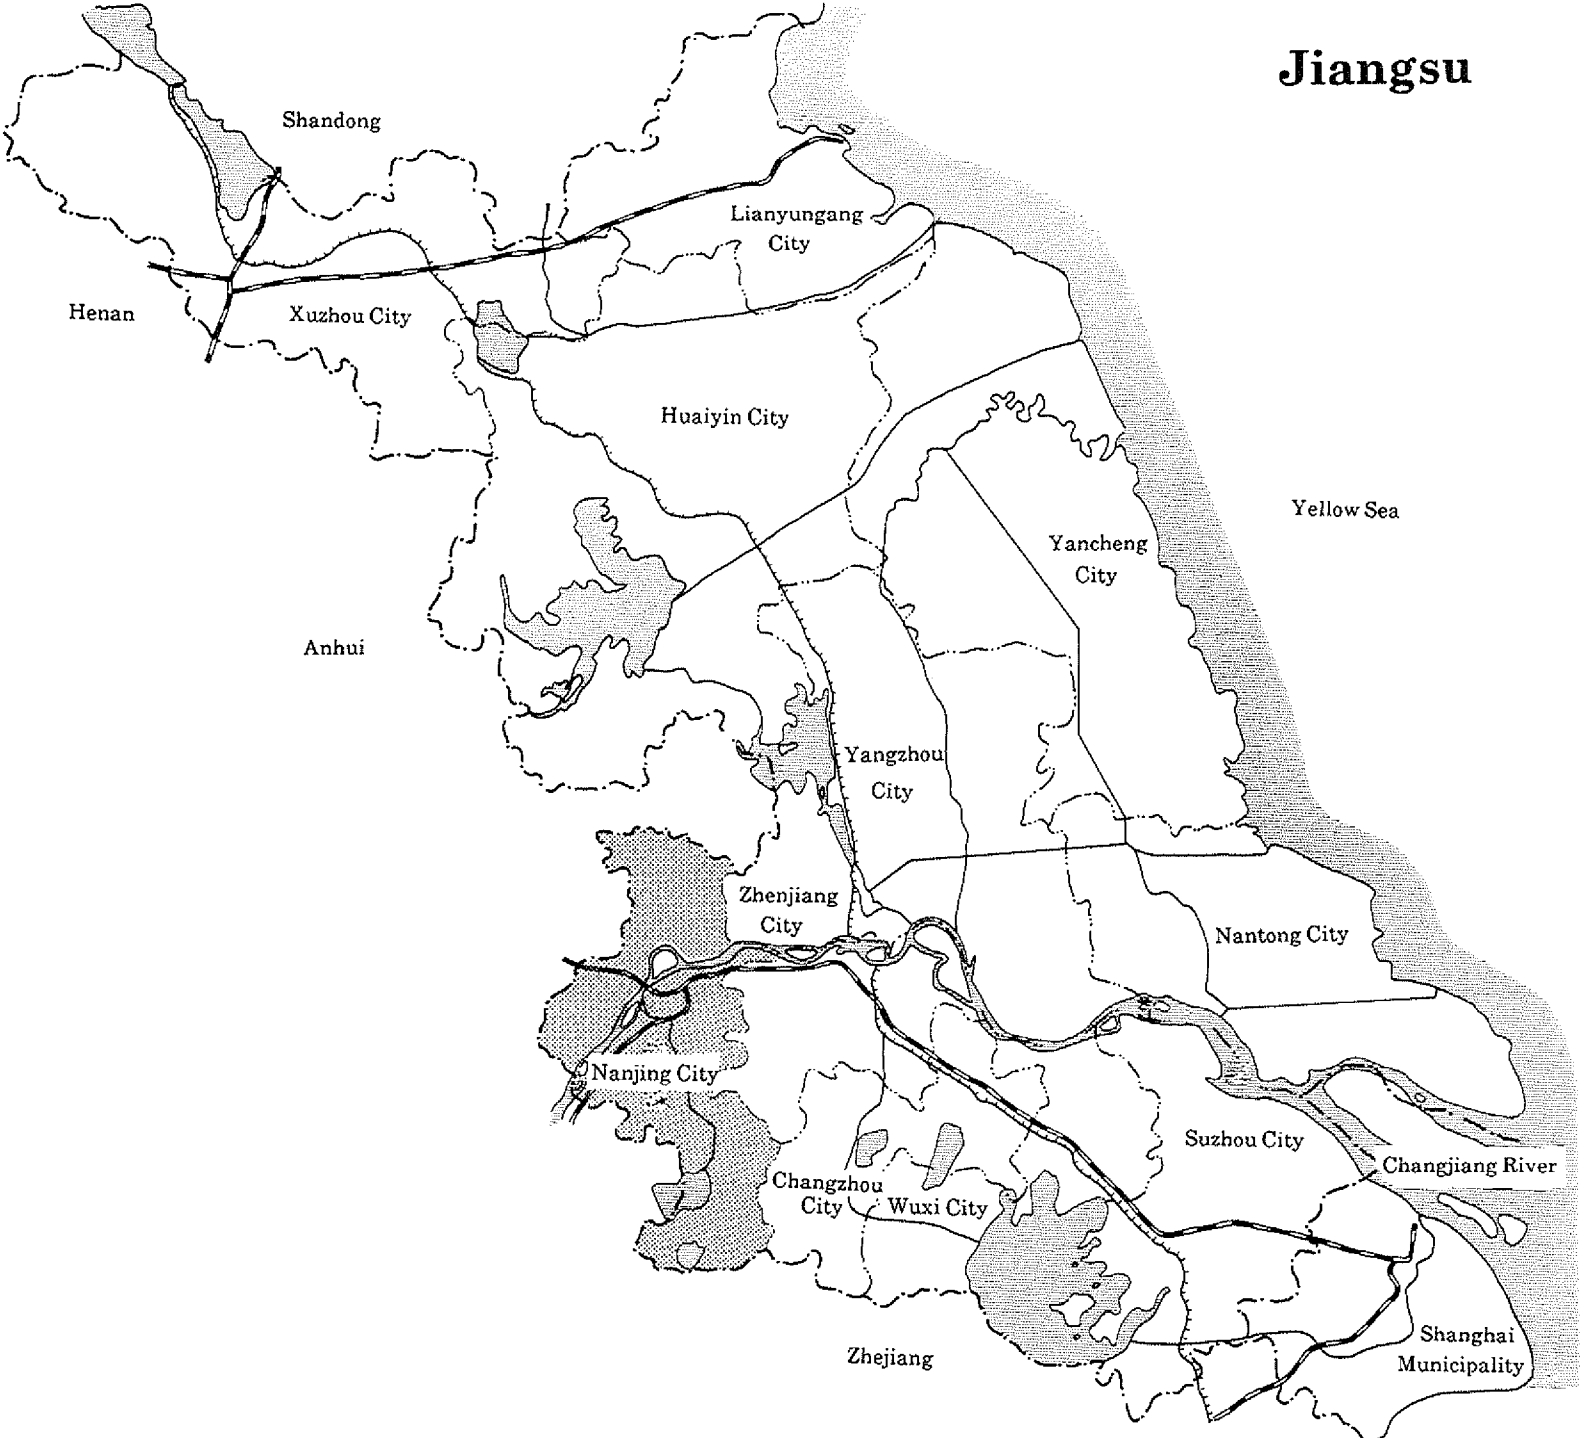 Jiangsu
Shandong
Lianyungang
City
Henan
Xuzhou City
Huaiyin City
Yellow Sea
Yancheng
City
Anhui
Yangzhou
City
Zhenjiang
City
Nantong City
Nanjing City
Suzhou City
Changjiang River
Changzhou
City
Wuxi City
Shanghai
Municipality
Zhejiang